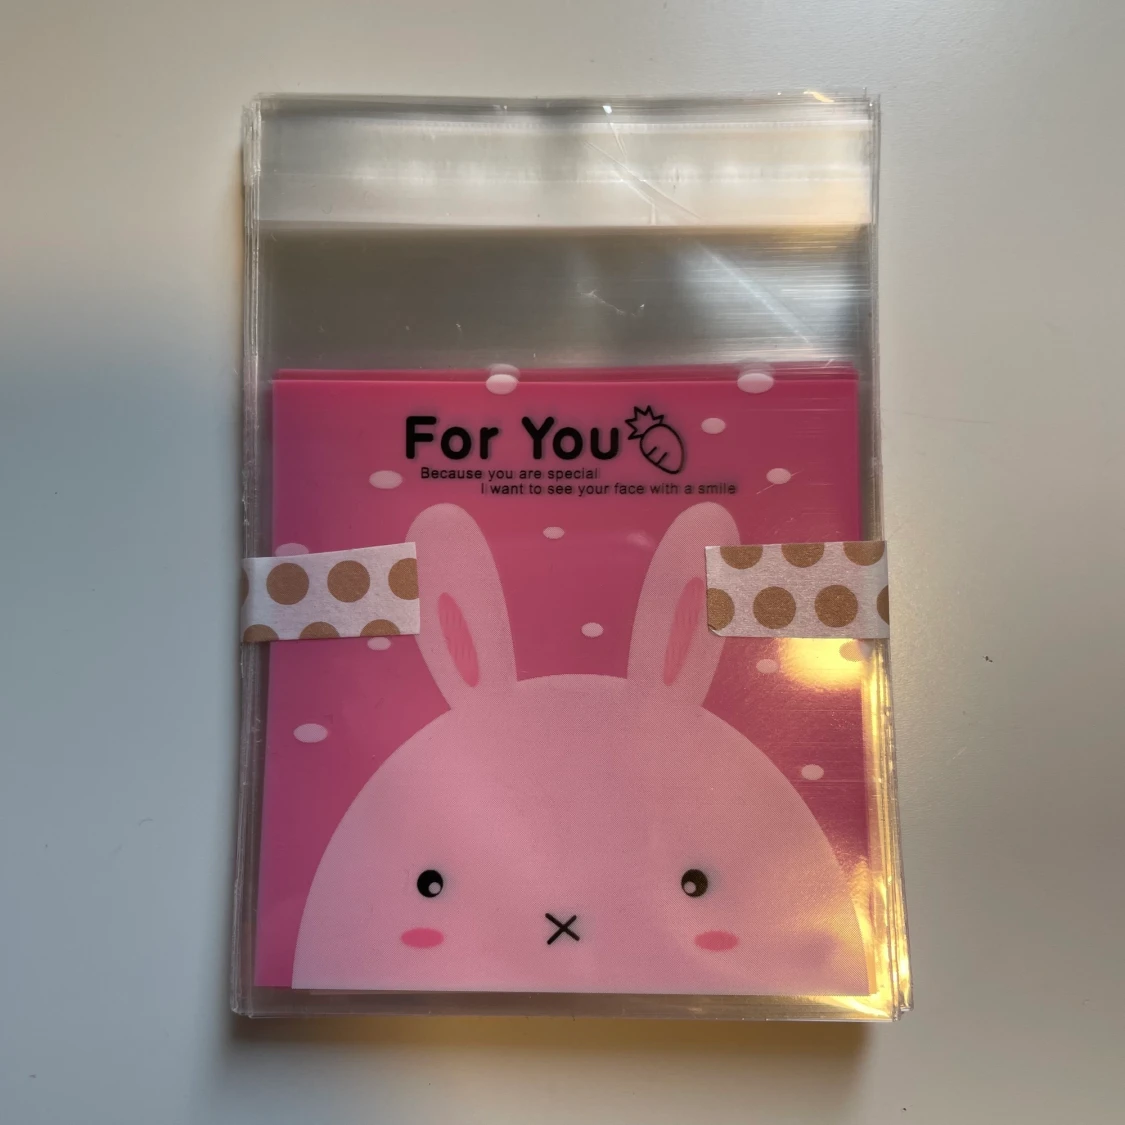 For You
Because you are special
I want to see your face with a smile